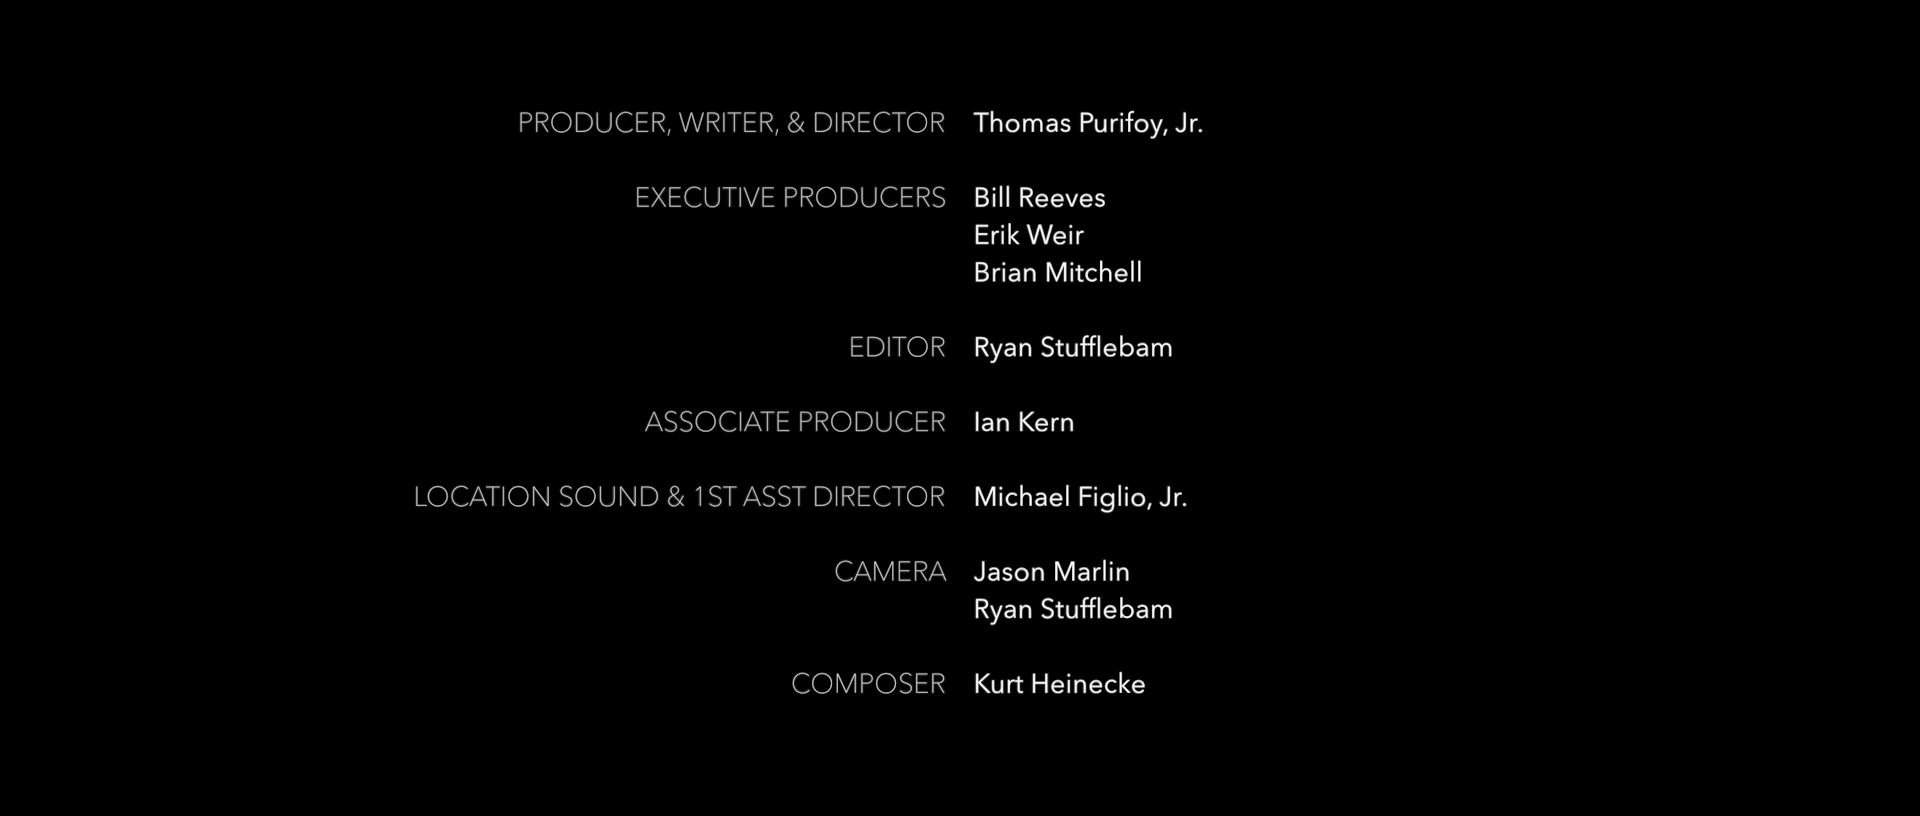 PRODUCER, WRITER, & DIRECTOR Thomas Purifoy, Jr.
EXECUTIVE PRODUCERS Bill Reeves
Erik Weir
Brian Mitchell
EDITOR Ryan Stufflebam
ASSOCIATE PRODUCER Ian Kern
LOCATION SOUND & 1ST ASST DIRECTOR Michael Figlio, Jr.
CAMERA Jason Marlin
Ryan Stufflebam
COMPOSER Kurt Heinecke